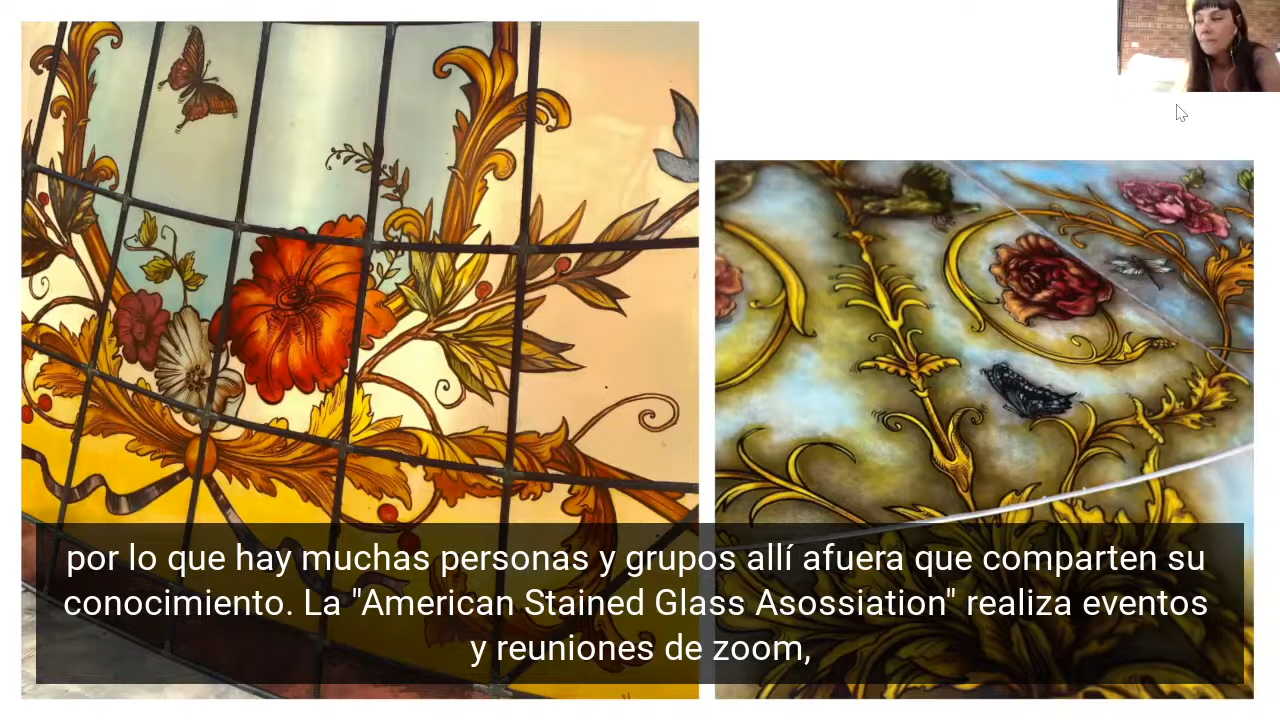 por lo que hay muchas personas y grupos allí afuera que comparten su
conocimiento. La "American Stained Glass Asossiation" realiza eventos
y reuniones de zoom,